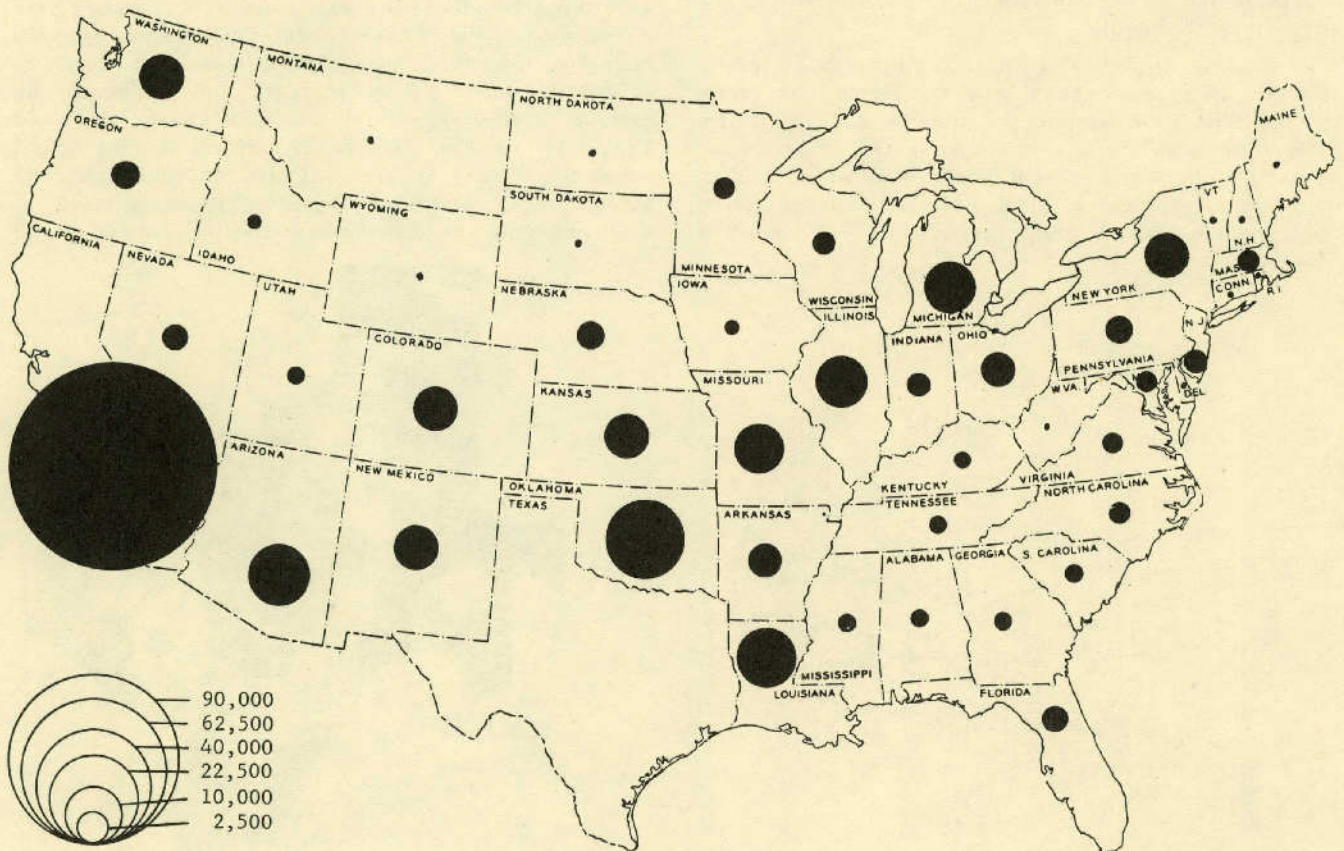 WASHINGTON
MONTANA
NORTH DAKOTA
MAINE
OREGON
SOUTH DAKOTA
VT
WYOMING
CALIFORNIA
NEVADA
IDAHO
N.H
MINNESOTA
MASS
UTAH
NEBRASKA
IOWA
CONN
R.I
WISCONSIN
NEW YORK
ILLINOIS
MICHIGAN
N.J
COLORADO
INDIANA
OHIO
PENNSYLVANIA
MISSOURI
KANSAS
W.VA
DEL
ARIZONA
NEW MEXICO
OKLAHOMA
KENTUCKY
VIRGINIA
NORTH CAROLINA
TEXAS
TENNESSEE
ARKANSAS
ALABAMA
GEORGIA
S. CAROLINA
MISSISSIPPI
LOUISIANA
FLORIDA
90,000
62,500
40,000
22,500
10,000
2,500